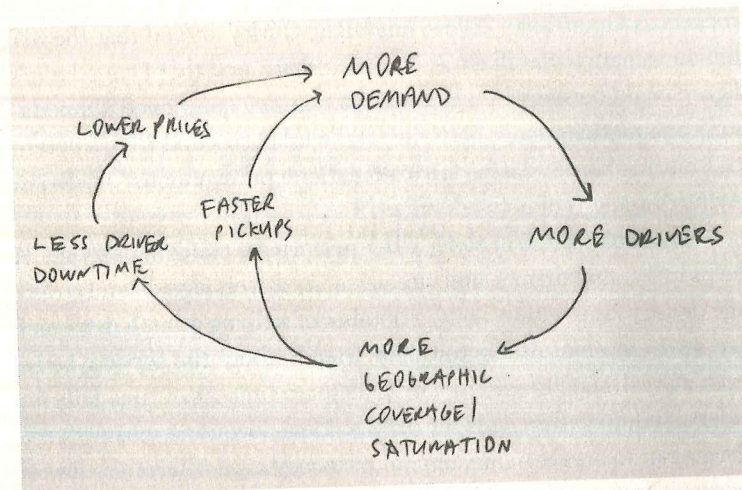 MORE
DEMAND
LOWER PRICES
FASTER
PICKUPS
MORE DRIVERS
LESS DRIVER
DOWNTIME
MORE
GEOGRAPHIC
COVERAGE/
SATURATION